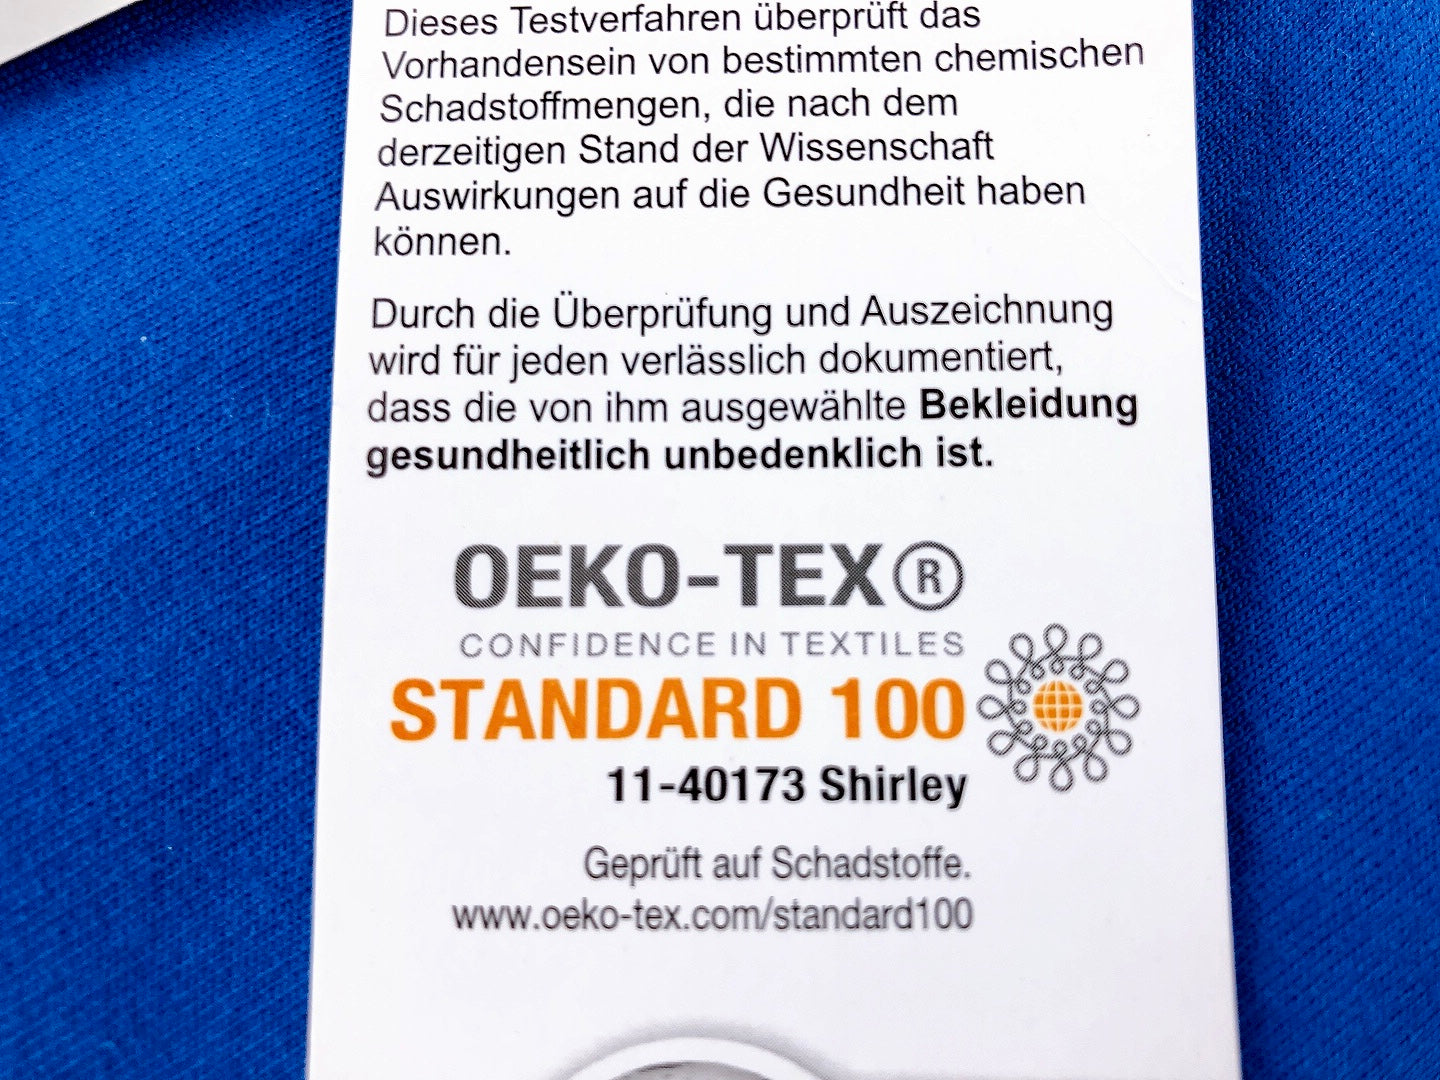 Dieses Testverfahren überprüft das
Vorhandensein von bestimmten chemischen
Schadstoffmengen, die nach dem
derzeitigen Stand der Wissenschaft
Auswirkungen auf die Gesundheit haben
können.
Durch die Überprüfung und Auszeichnung
wird für jeden verlässlich dokumentiert,
dass die von ihm ausgewählte Bekleidung
gesundheitlich unbedenklich ist.
OEKO-TEX®
CONFIDENCE IN TEXTILES
STANDARD 100
11-40173 Shirley
Geprüft auf Schadstoffe.
www.oeko-tex.com/standard100